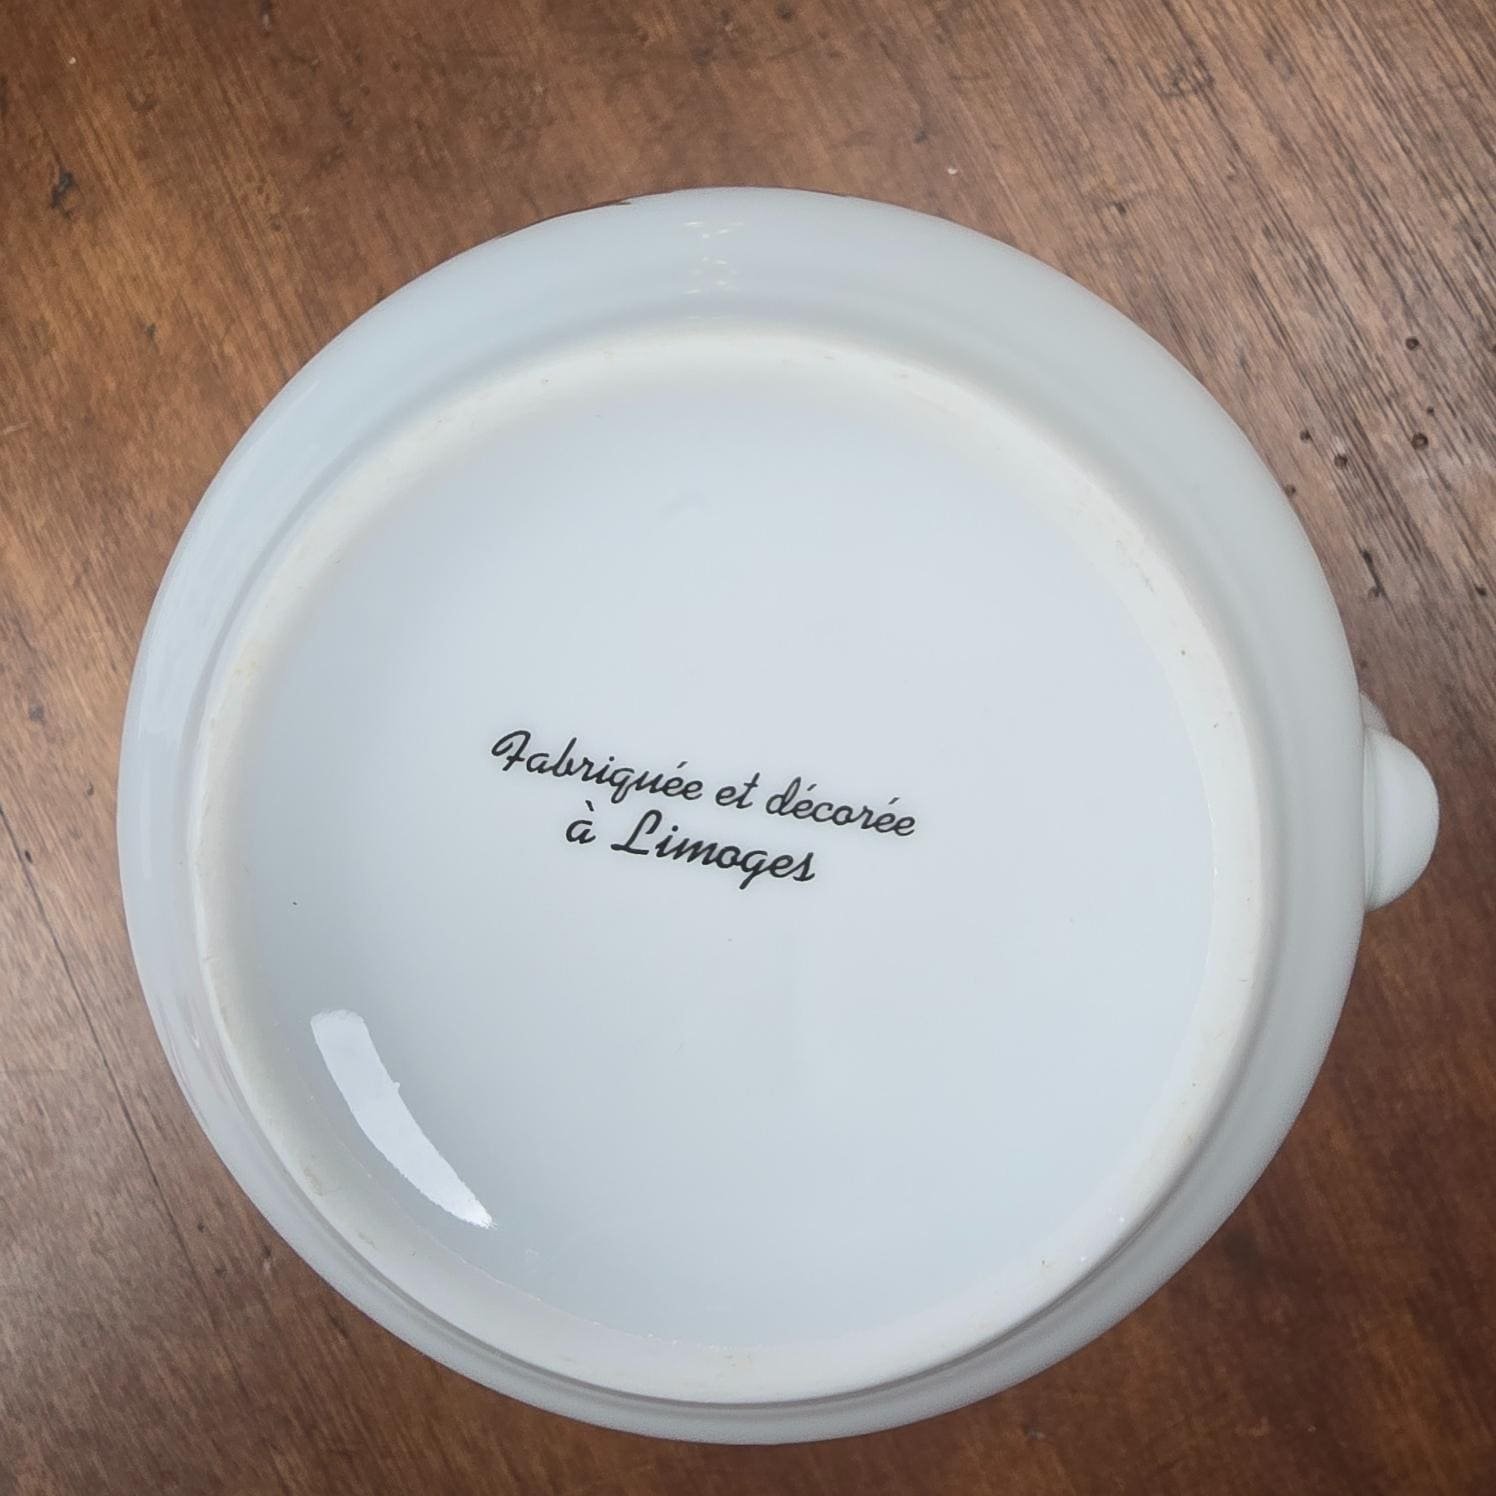 Fabriquée et décorée
à Limoges